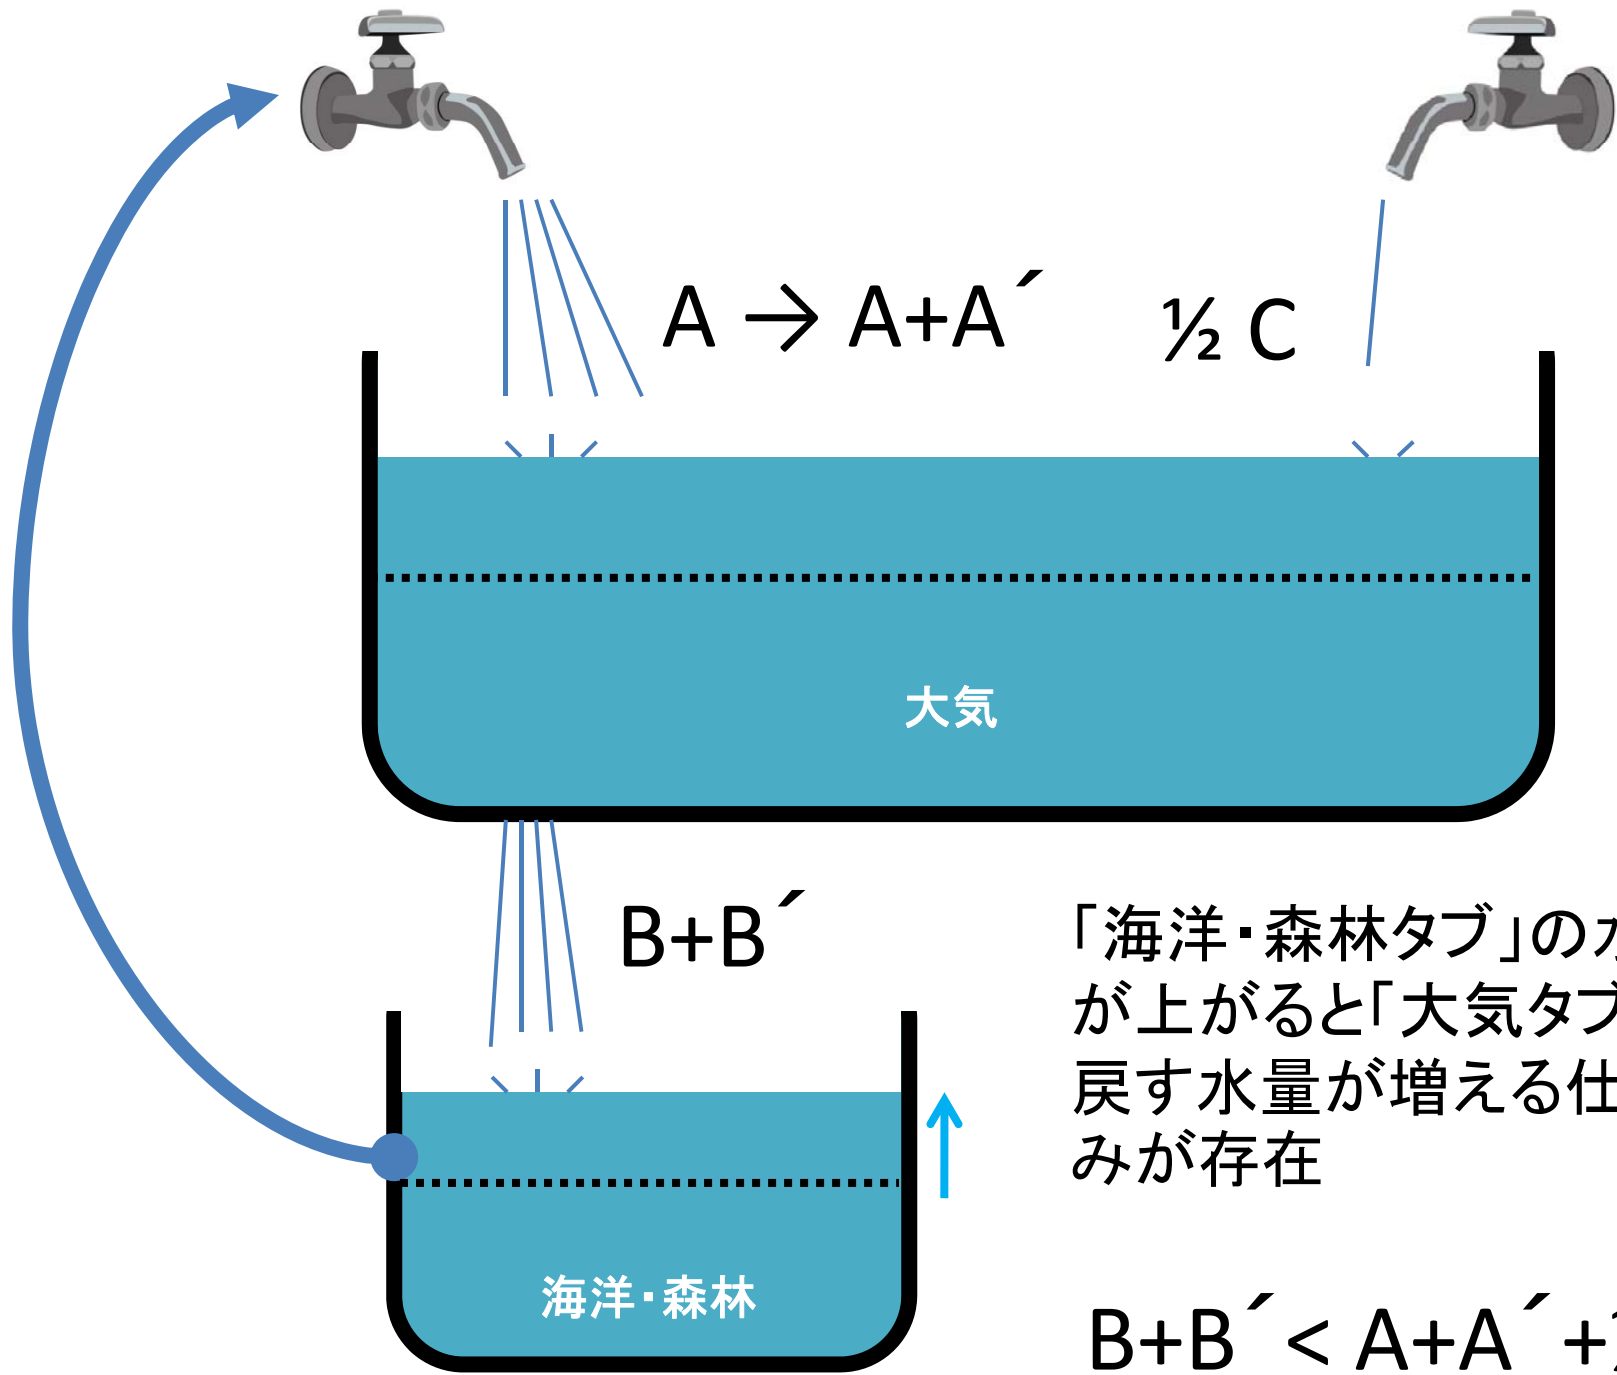 A → A+A´
½ C
大気
B+B´
「海洋・森林タブ」の
が上がると「大気タブ
戻す水量が増える仕
みが存在
海洋・森林
B+B´< A+A´+